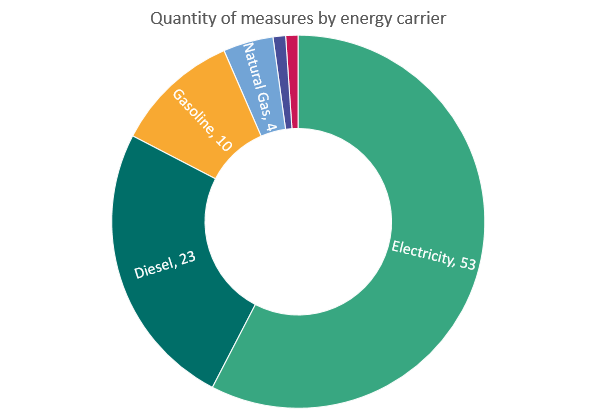 Quantity of measures by energy carrier
Natural Gas, 4
Gasoline, 10
Diesel, 23
Electricity, 53